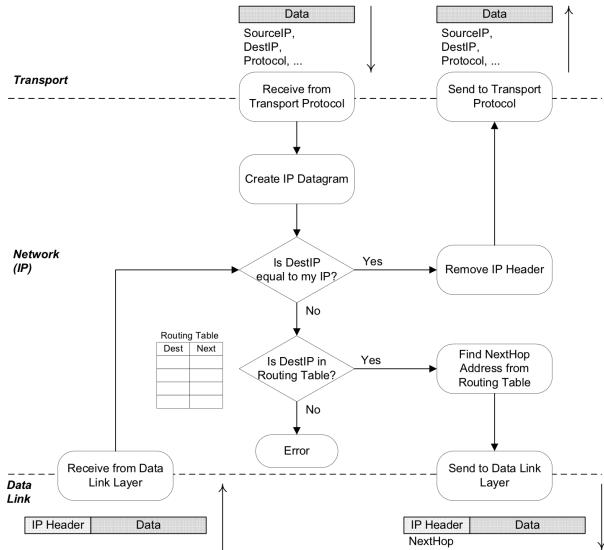 Data
SourceIP,
DestIP,
Protocol, ...
Data
SourceIP,
DestIP,
Protocol, ...
Transport
Receive from
Transport Protocol
Send to Transport
Protocol
Create IP Datagram
Network
(IP)
Is DestIP
equal to my IP?
Yes
Remove IP Header
No
Routing Table
Dest Next
Is DestIP in
Routing Table?
Yes
Find NextHop
Address from
Routing Table
No
Error
Receive from Data
Link Layer
Send to Data Link
Layer
Data
Link
IP Header Data
IP Header Data
NextHop